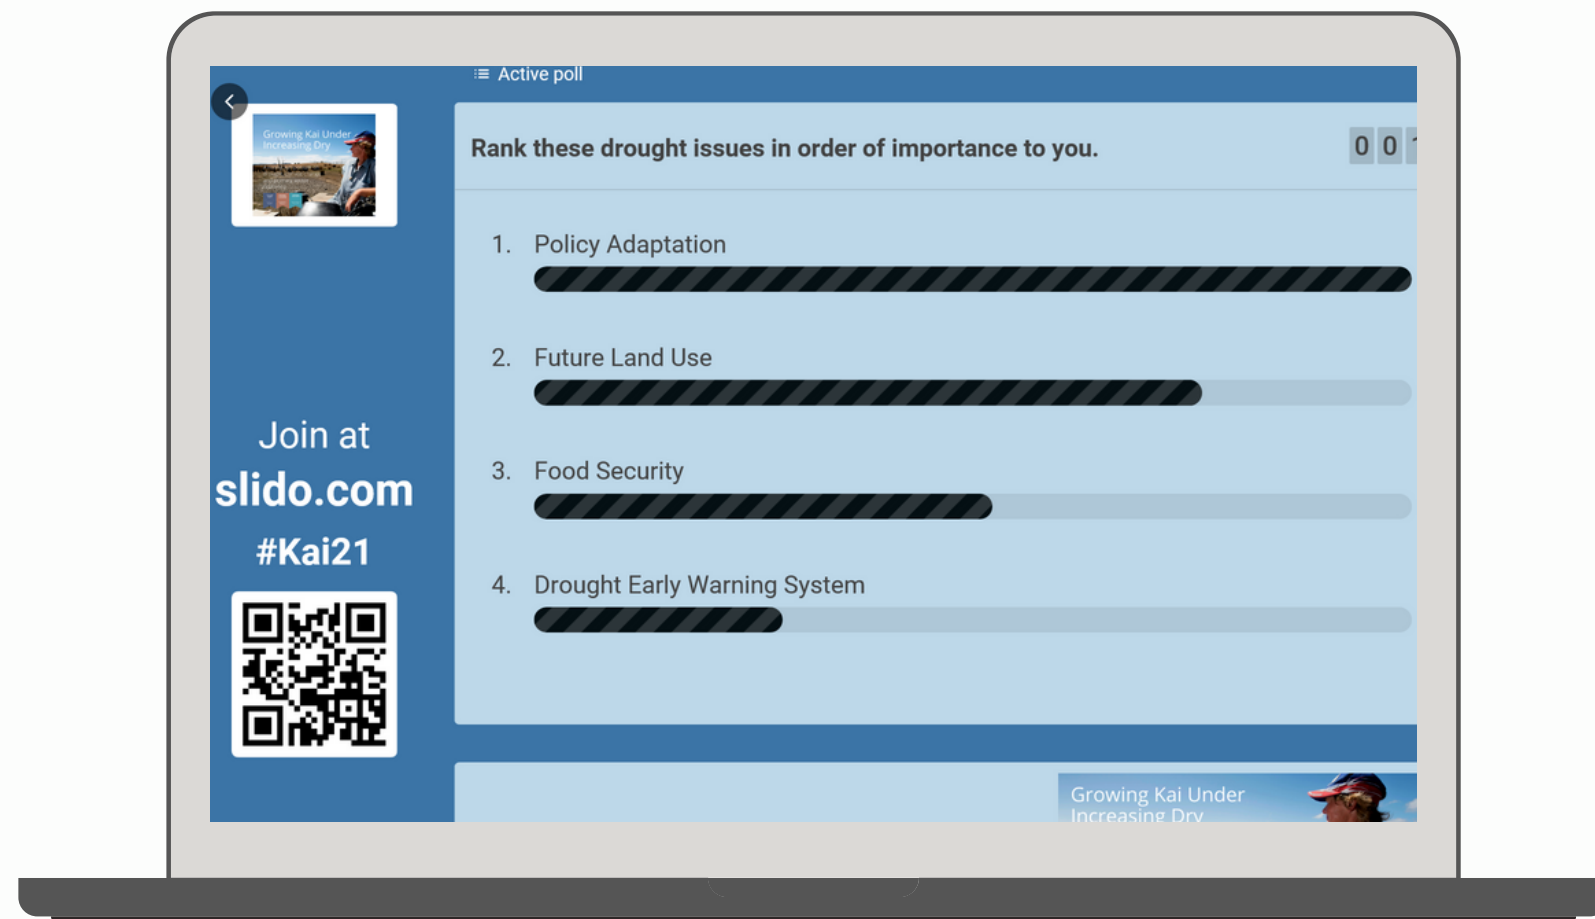 Active poll
Growing Kai Under
Increasing Dry
Rank these drought issues in order of importance to you.
0 0
1. Policy Adaptation
2. Future Land Use
3. Food Security
4. Drought Early Warning System
Join at
slido.com
#Kai21
Growing Kai Under
Increasing Dry